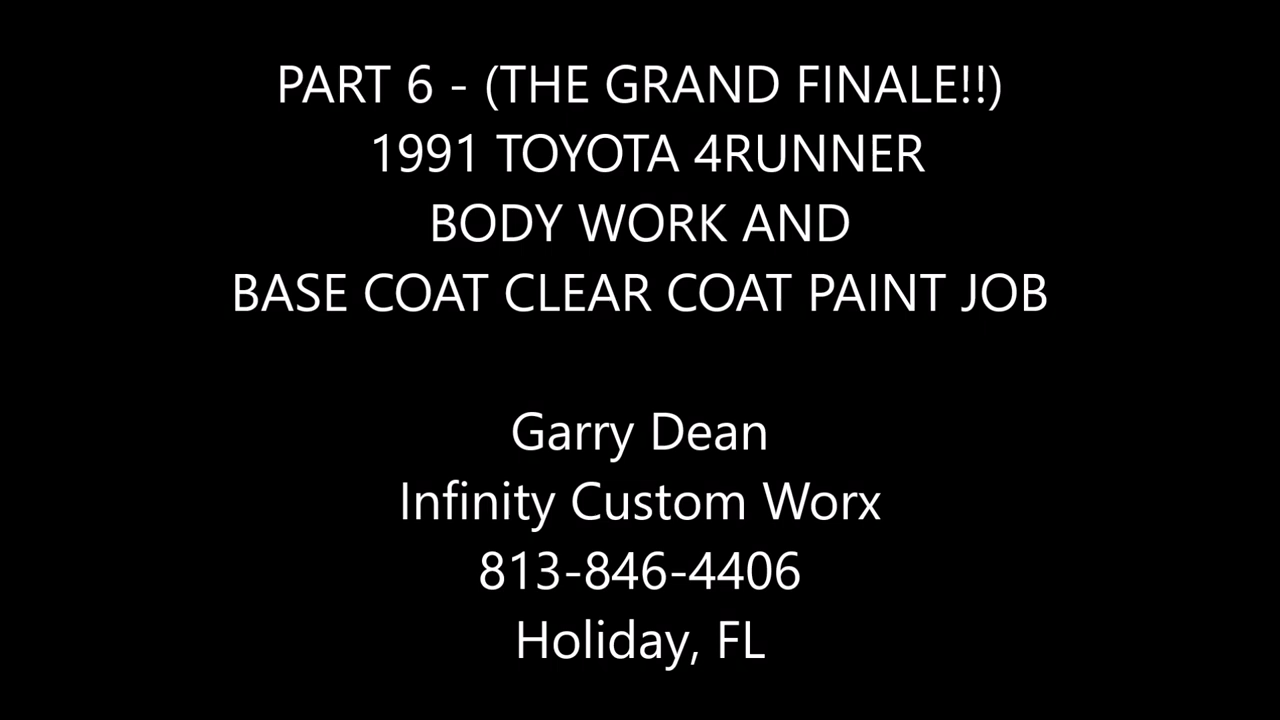 PART 6 - (THE GRAND FINALE!!)
1991 TOYOTA 4RUNNER
BODY WORK AND
BASE COAT CLEAR COAT PAINT JOB
Garry Dean
Infinity Custom Worx
813-846-4406
Holiday, FL